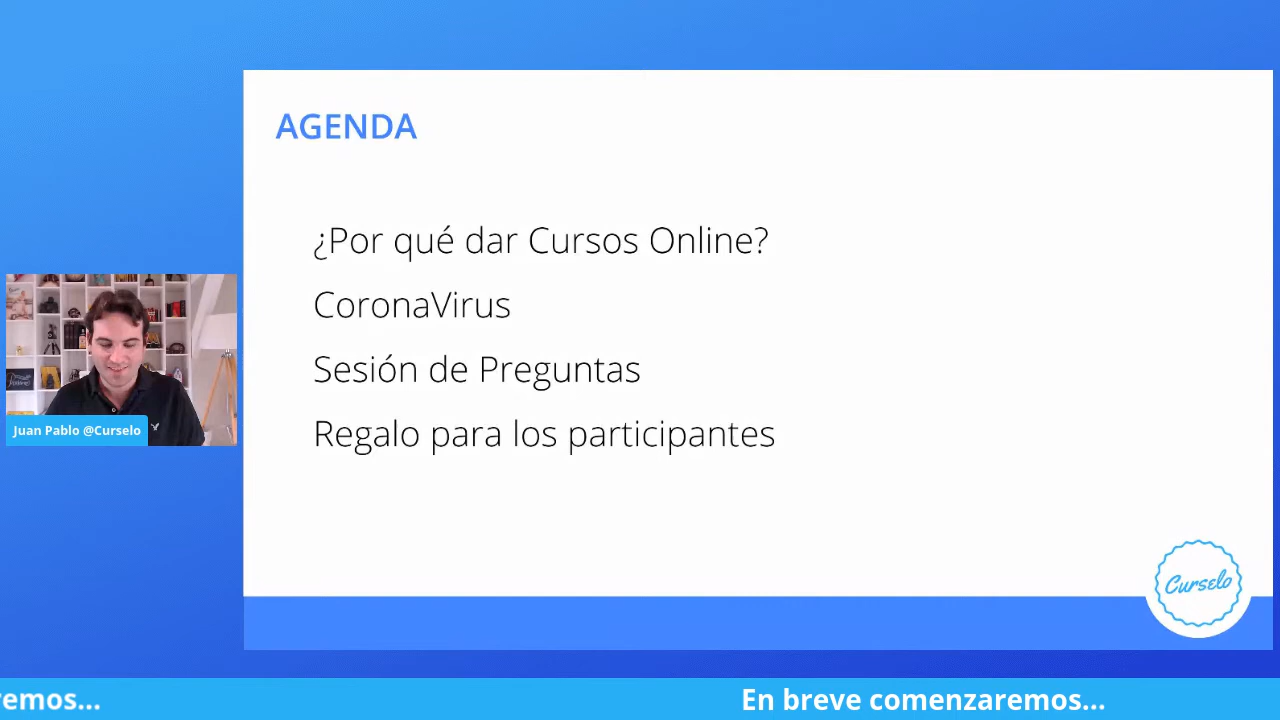 AGENDA
¿Por qué dar Cursos Online?
CoronaVirus
Sesión de Preguntas
Regalo para los participantes
Juan Pablo @Curselo
Curselo
remos...
En breve comenzaremos...